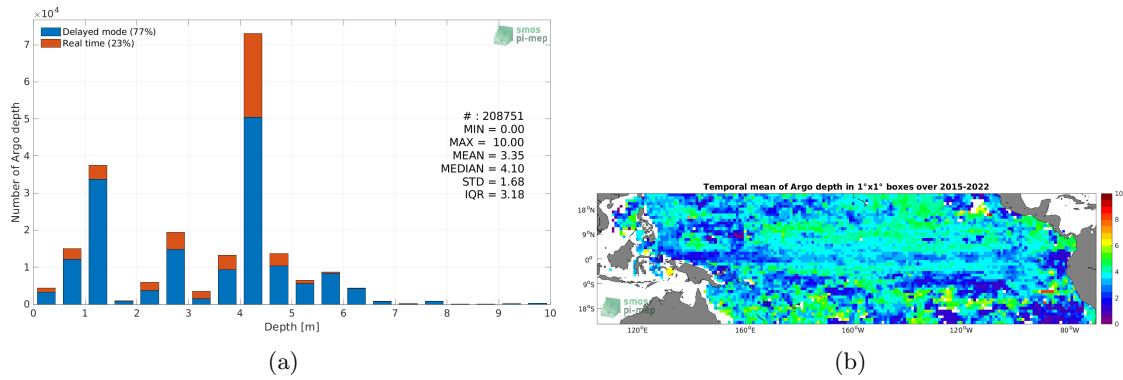 ×10⁴
Delayed mode (77%)
Real time (23%)
smos
pi-mep
7
6
5
4
3
2
1
0
Number of Argo depth
# : 208751
MIN = 0.00
MAX = 10.00
MEAN = 3.35
MEDIAN = 4.10
STD = 1.68
IQR = 3.18
0 1 2 3 4 5 6 7 8 9 10
Depth [m]
(a)
Temporal mean of Argo depth in 1°x1° boxes over 2015-2022
18°N
9°N
0°
9°S
18°S
smos
pi-mep
120°E 160°E 160°W 120°W 80°W
10
8
6
4
2
0
(b)